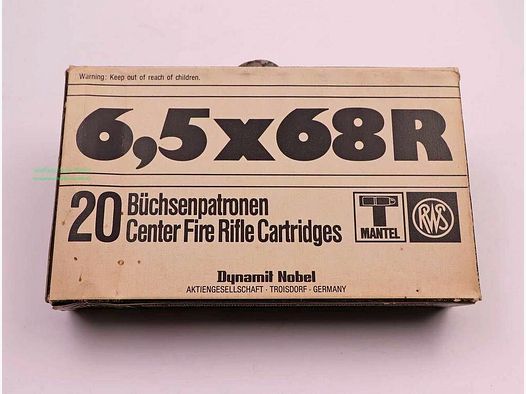 Warning: Keep out of reach of children.
6,5x68R
20 Büchsenpatronen
Center Fire Rifle Cartridges
T
MANTEL
RWS
Dynamit Nobel
AKTIENGESELLSCHAFT · TROISDORF · GERMANY